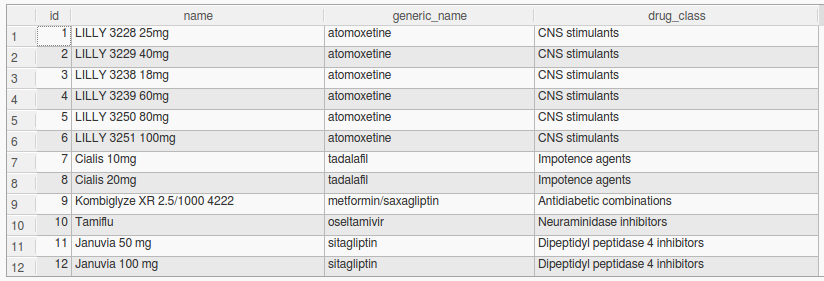 id name generic_name drug_class
1 1 LILLY 3228 25mg atomoxetine CNS stimulants
2 2 LILLY 3229 40mg atomoxetine CNS stimulants
3 3 LILLY 3238 18mg atomoxetine CNS stimulants
4 4 LILLY 3239 60mg atomoxetine CNS stimulants
5 5 LILLY 3250 80mg atomoxetine CNS stimulants
6 6 LILLY 3251 100mg atomoxetine CNS stimulants
7 7 Cialis 10mg tadalafil Impotence agents
8 8 Cialis 20mg tadalafil Impotence agents
9 9 Kombiglyze XR 2.5/1000 4222 metformin/saxagliptin Antidiabetic combinations
10 10 Tamiflu oseltamivir Neuraminidase inhibitors
11 11 Januvia 50 mg sitagliptin Dipeptidyl peptidase 4 inhibitors
12 12 Januvia 100 mg sitagliptin Dipeptidyl peptidase 4 inhibitors